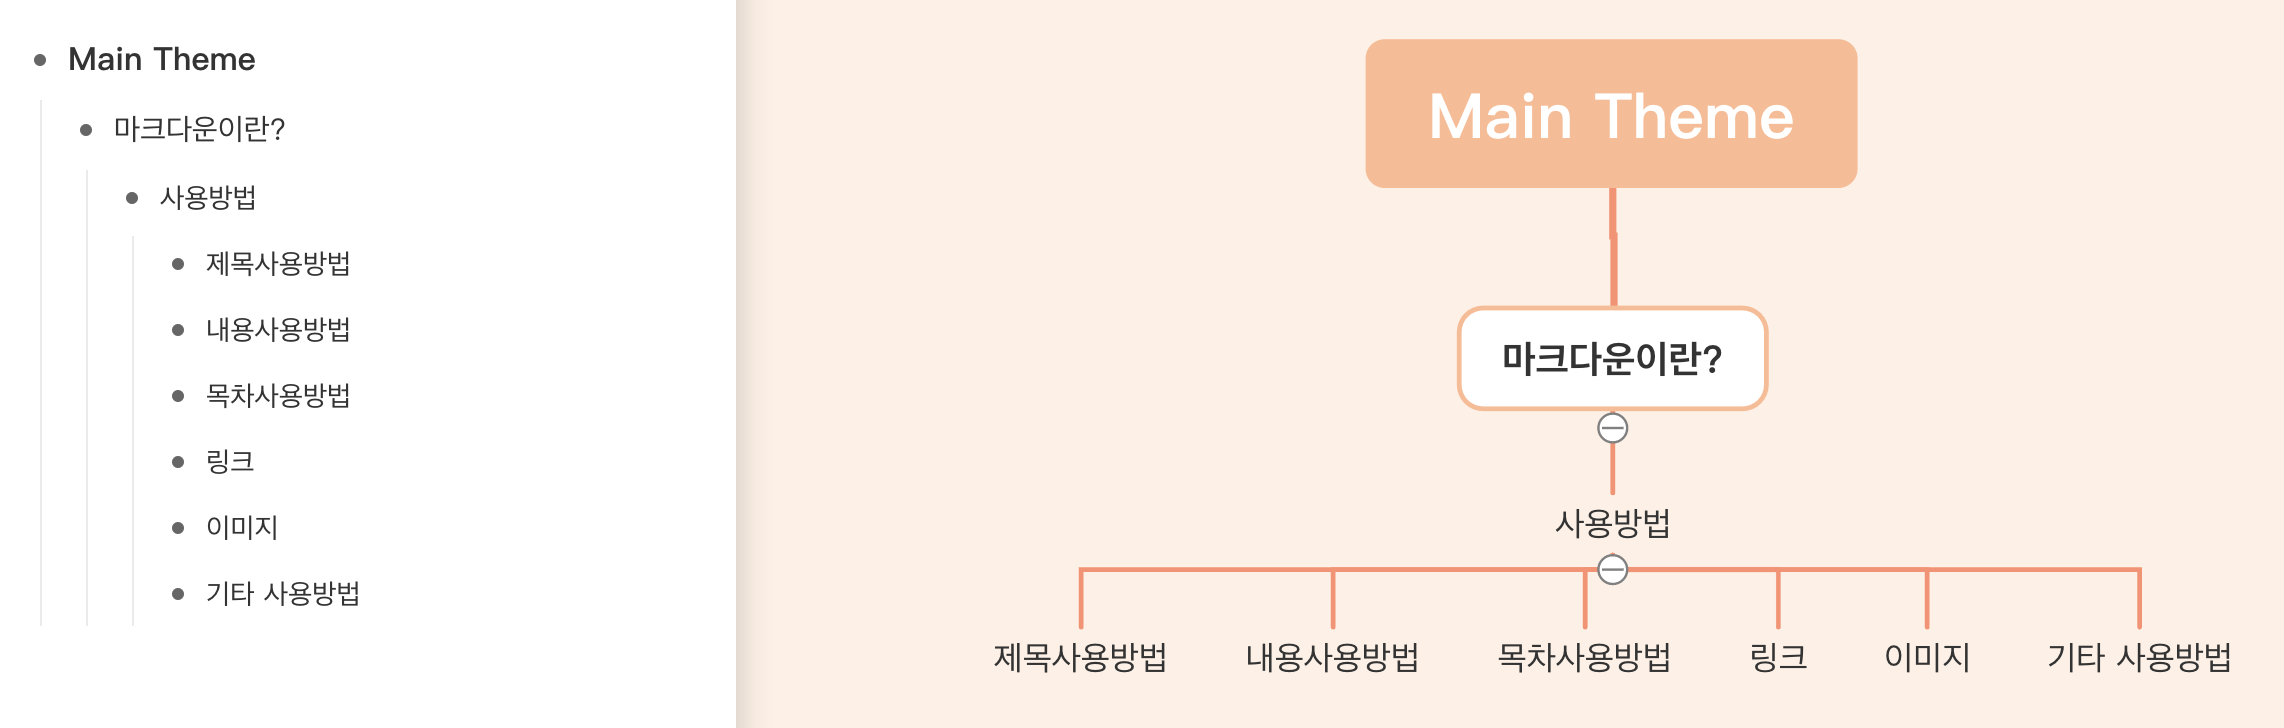 Main Theme
마크다운이란?
사용방법
제목사용방법
내용사용방법
목차사용방법
링크
이미지
기타 사용방법
Main Theme
마크다운이란?
사용방법
제목사용방법 내용사용방법 목차사용방법 링크 이미지 기타 사용방법